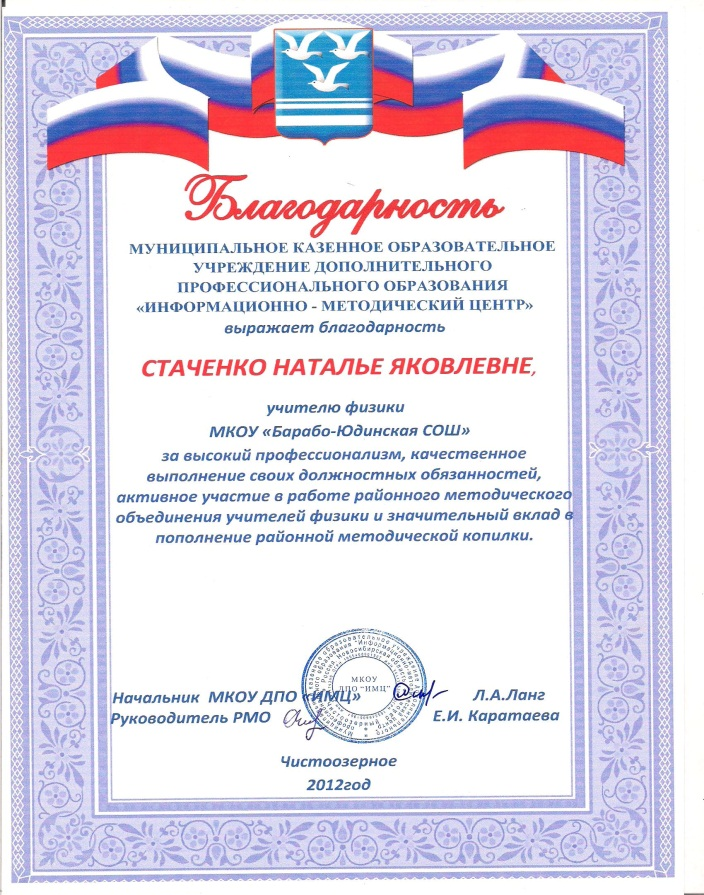 Благодарность
МУНИЦИПАЛЬНОЕ КАЗЕННОЕ ОБРАЗОВАТЕЛЬНОЕ
УЧРЕЖДЕНИЕ ДОПОЛНИТЕЛЬНОГО
ПРОФЕССИОНАЛЬНОГО ОБРАЗОВАНИЯ
«ИНФОРМАЦИОННО - МЕТОДИЧЕСКИЙ ЦЕНТР»
выражает благодарность
СТАЧЕНКО НАТАЛЬЕ ЯКОВЛЕВНЕ,
учителю физики
МКОУ «Барабо-Юдинская СОШ»
за высокий профессионализм, качественное
выполнение своих должностных обязанностей,
активное участие в работе районного методического
объединения учителей физики и значительный вклад в
пополнение районной методической копилки.
МКОУ
ДПО "ИМЦ"
Начальник МКОУ ДПО «ИМЦ» Л.А.Ланг
Руководитель РМО Е.И. Каратаева
Чистоозерное
2012год